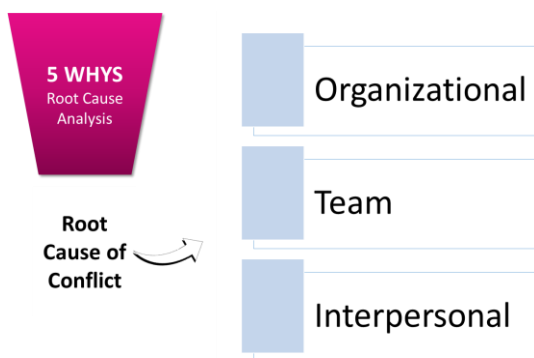 5 WHYS
Root Cause
Analysis
Root
Cause of
Conflict
Organizational
Team
Interpersonal